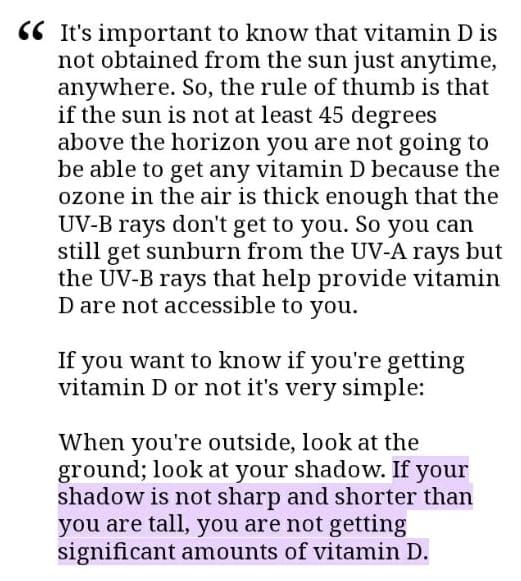 “ It's important to know that vitamin D is
not obtained from the sun just anytime,
anywhere. So, the rule of thumb is that
if the sun is not at least 45 degrees
above the horizon you are not going to
be able to get any vitamin D because the
ozone in the air is thick enough that the
UV-B rays don't get to you. So you can
still get sunburn from the UV-A rays but
the UV-B rays that help provide vitamin
D are not accessible to you.
If you want to know if you're getting
vitamin D or not it's very simple:
When you're outside, look at the
ground; look at your shadow. If your
shadow is not sharp and shorter than
you are tall, you are not getting
significant amounts of vitamin D.